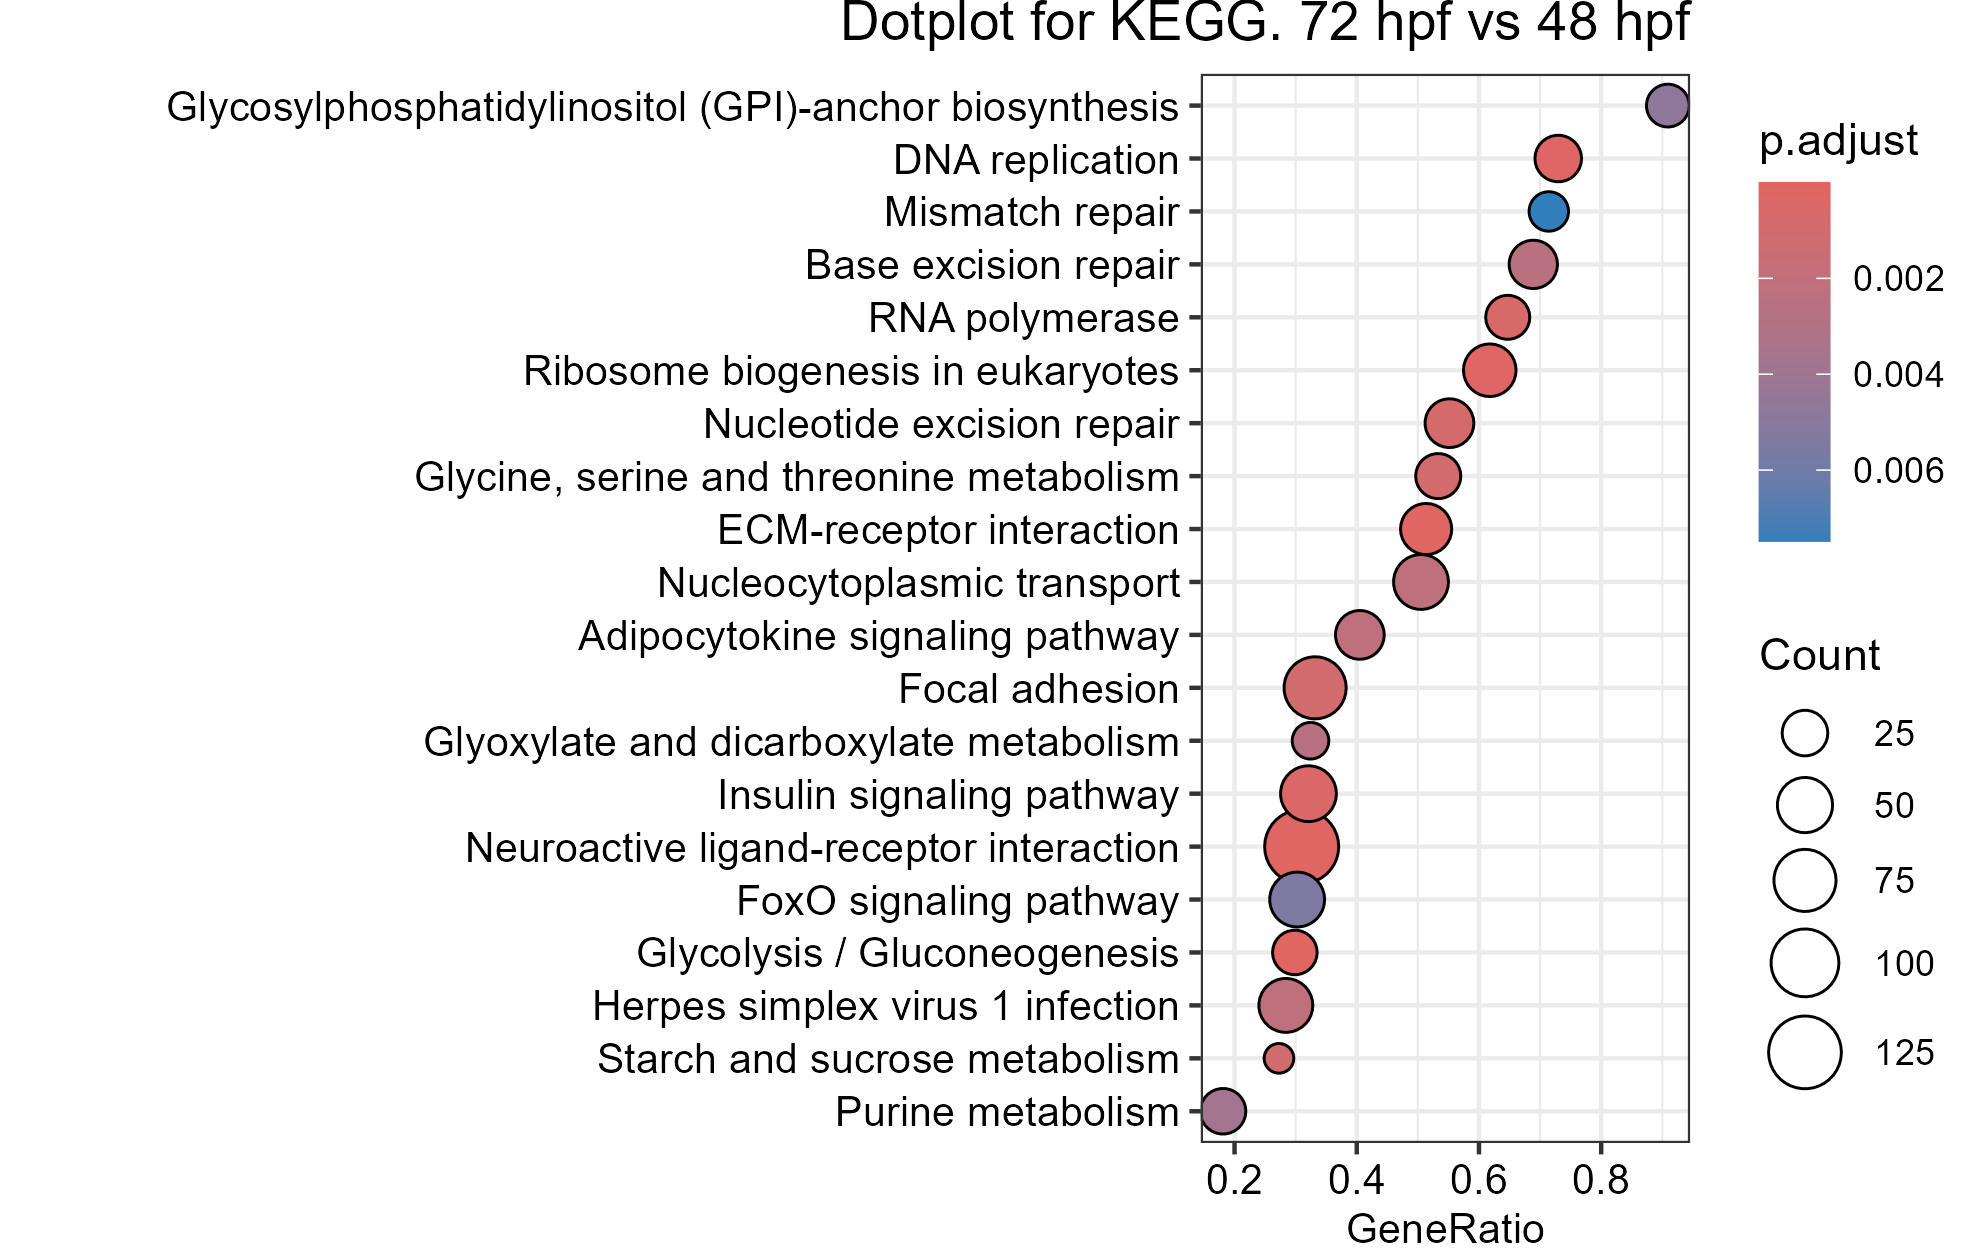 Dotplot for KEGG. 72 hpf vs 48 hpf
Glycosylphosphatidylinositol (GPI)-anchor biosynthesis
DNA replication
Mismatch repair
Base excision repair
RNA polymerase
Ribosome biogenesis in eukaryotes
Nucleotide excision repair
Glycine, serine and threonine metabolism
ECM-receptor interaction
Nucleocytoplasmic transport
Adipocytokine signaling pathway
Focal adhesion
Glyoxylate and dicarboxylate metabolism
Insulin signaling pathway
Neuroactive ligand-receptor interaction
FoxO signaling pathway
Glycolysis / Gluconeogenesis
Herpes simplex virus 1 infection
Starch and sucrose metabolism
Purine metabolism
0.2 0.4 0.6 0.8
GeneRatio
p.adjust
0.002
0.004
0.006
Count
25
50
75
100
125